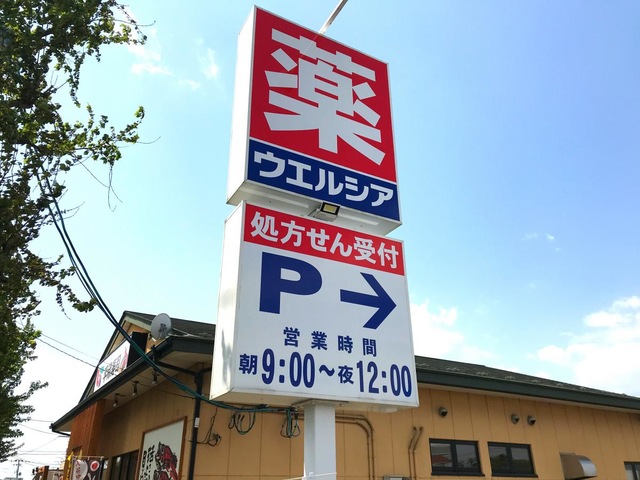 薬
ウエルシア
処方せん受付
P →
営業時間
朝9:00〜夜12:00